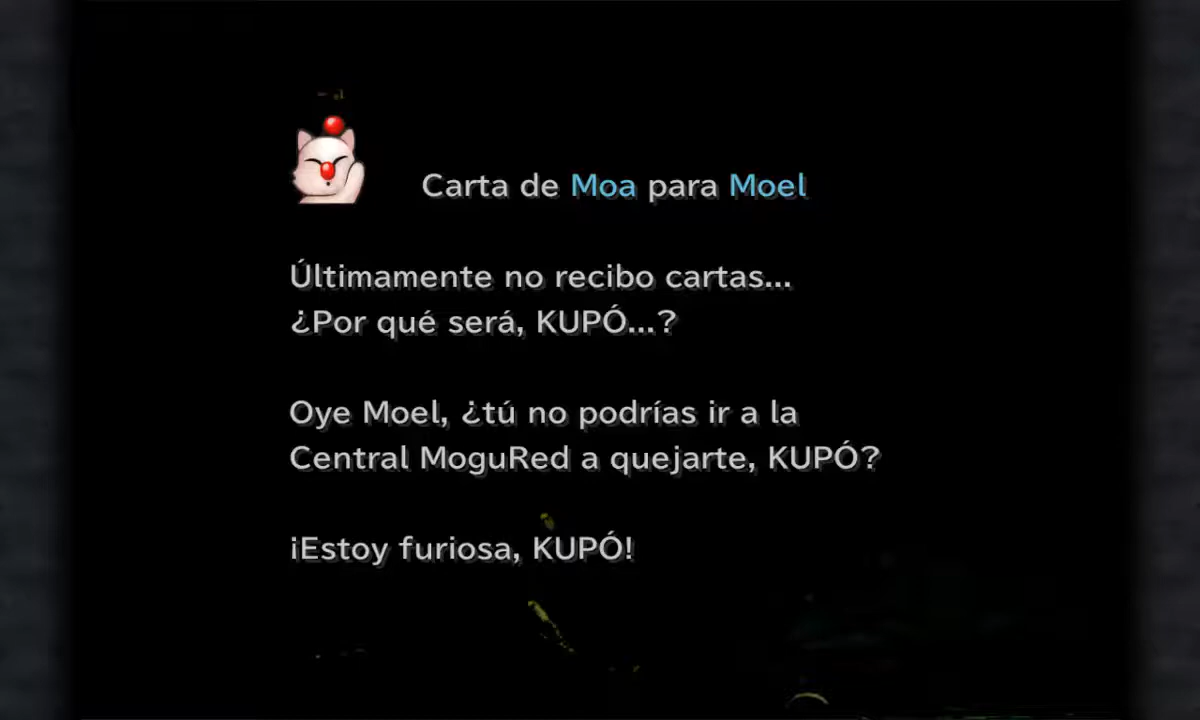 Carta de Moa para Moel
Últimamente no recibo cartas...
¿Por qué será, KUPÓ...?
Oye Moel, ¿tú no podrías ir a la
Central MoguRed a quejarte, KUPÓ?
¡Estoy furiosa, KUPÓ!